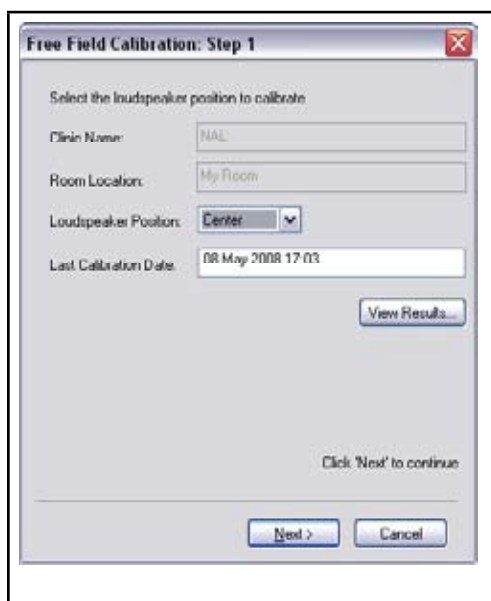 Free Field Calibration: Step 1
Select the loudspeaker position to calibrate
Clinic Name: NAL
Room Location: My Room
Loudspeaker Position: Center
Last Calibration Date: 08 May 2008 17:03
View Results...
Click 'Next' to continue
Next > Cancel